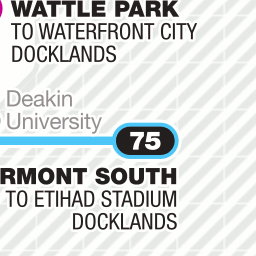 WATTLE PARK
TO WATERFRONT CITY
DOCKLANDS
Deakin
University
75
RMONT SOUTH
TO ETIHAD STADIUM
DOCKLANDS